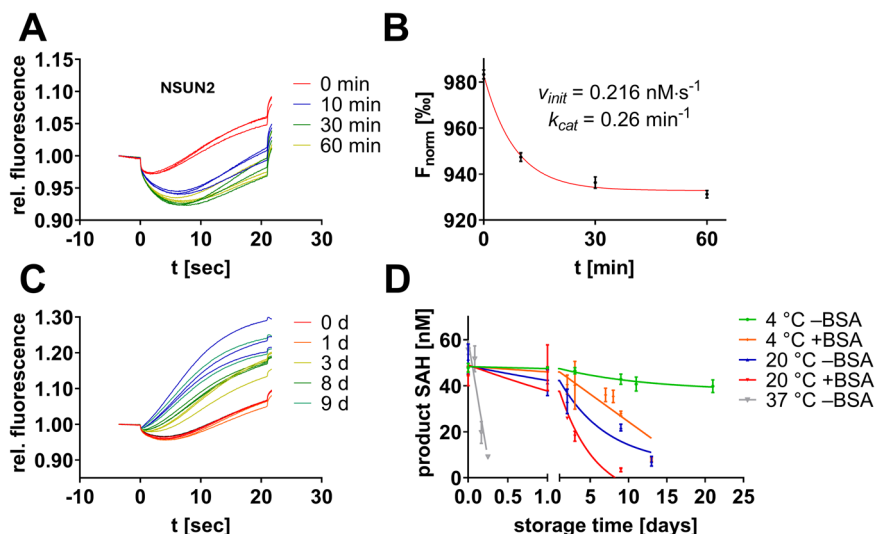 A
1.15
1.10
1.05
1.00
0.95
0.90
-10
0
10
20
30
rel. fluorescence
t [sec]
NSUN2
0 min
10 min
30 min
60 min
B
980
960
940
920
0
30
60
Fnorm [‰]
t [min]
vinit = 0.216 nM·s-1
kcat = 0.26 min-1
C
1.30
1.20
1.10
1.00
0.90
-10
0
10
20
30
rel. fluorescence
t [sec]
0 d
1 d
3 d
8 d
9 d
D
60
40
20
0
0.0
0.5
1.0
5
10
15
20
25
product SAH [nM]
storage time [days]
4 °C –BSA
4 °C +BSA
20 °C –BSA
20 °C +BSA
37 °C –BSA